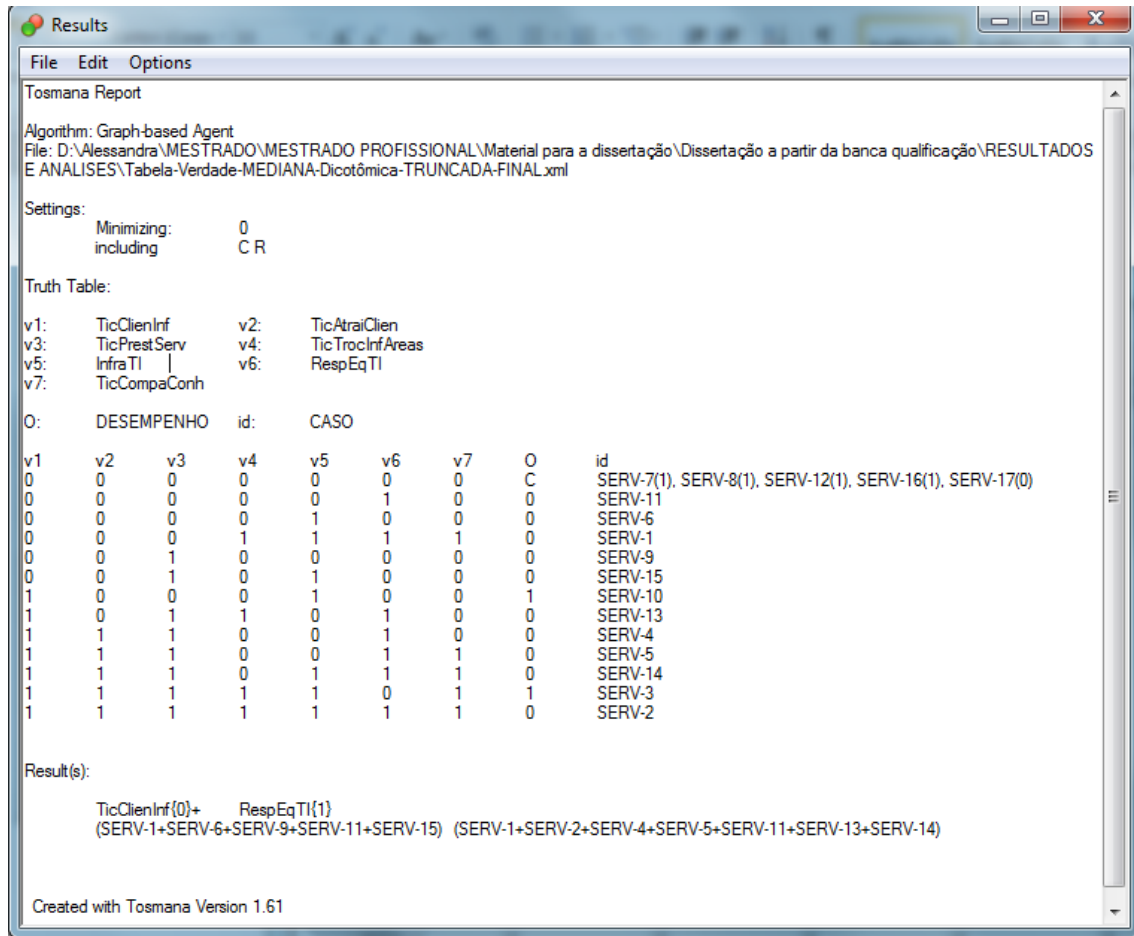 Results
File Edit Options
Tosmana Report
Algorithm: Graph-based Agent
File: D:\Alessandra\MESTRADO\MESTRADO PROFISSIONAL\Material para a dissertação\Dissertação a partir da banca qualificação\RESULTADOS
E ANALISES\Tabela-Verdade-MEDIANA-Dicotômica-TRUNCADA-FINAL.xml
Settings:
Minimizing: 0
including C R
Truth Table:
v1: TicClienInf v2: TicAtraiClien
v3: TicPrestServ v4: TicTrocInfAreas
v5: InfraTI v6: RespEqTI
v7: TicCompaConh
O: DESEMPENHO id: CASO
v1 v2 v3 v4 v5 v6 v7 O id
0 0 0 0 0 0 0 C SERV-7(1), SERV-8(1), SERV-12(1), SERV-16(1), SERV-17(0)
0 0 0 0 0 1 0 0 SERV-11
0 0 0 0 1 0 0 0 SERV-6
0 0 0 1 1 1 1 0 SERV-1
0 0 1 0 0 0 0 0 SERV-9
0 0 1 0 1 0 0 0 SERV-15
1 0 0 0 1 0 0 1 SERV-10
1 0 1 1 0 1 0 0 SERV-13
1 1 1 0 0 1 0 0 SERV-4
1 1 1 0 0 1 1 0 SERV-5
1 1 1 0 1 1 1 0 SERV-14
1 1 1 1 1 0 1 1 SERV-3
1 1 1 1 1 1 1 0 SERV-2
Result(s):
TicClienInf{0}+ RespEqTI{1}
(SERV-1+SERV-6+SERV-9+SERV-11+SERV-15) (SERV-1+SERV-2+SERV-4+SERV-5+SERV-11+SERV-13+SERV-14)
Created with Tosmana Version 1.61